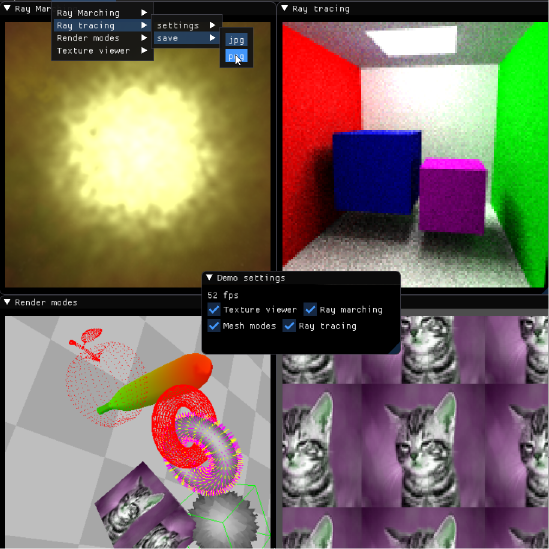 Ray Mar
Ray Marching
Ray tracing
Render modes
Texture viewer
settings
save
jpg
png
Ray tracing
Demo settings
52 fps
Texture viewer
Ray marching
Mesh modes
Ray tracing
Render modes